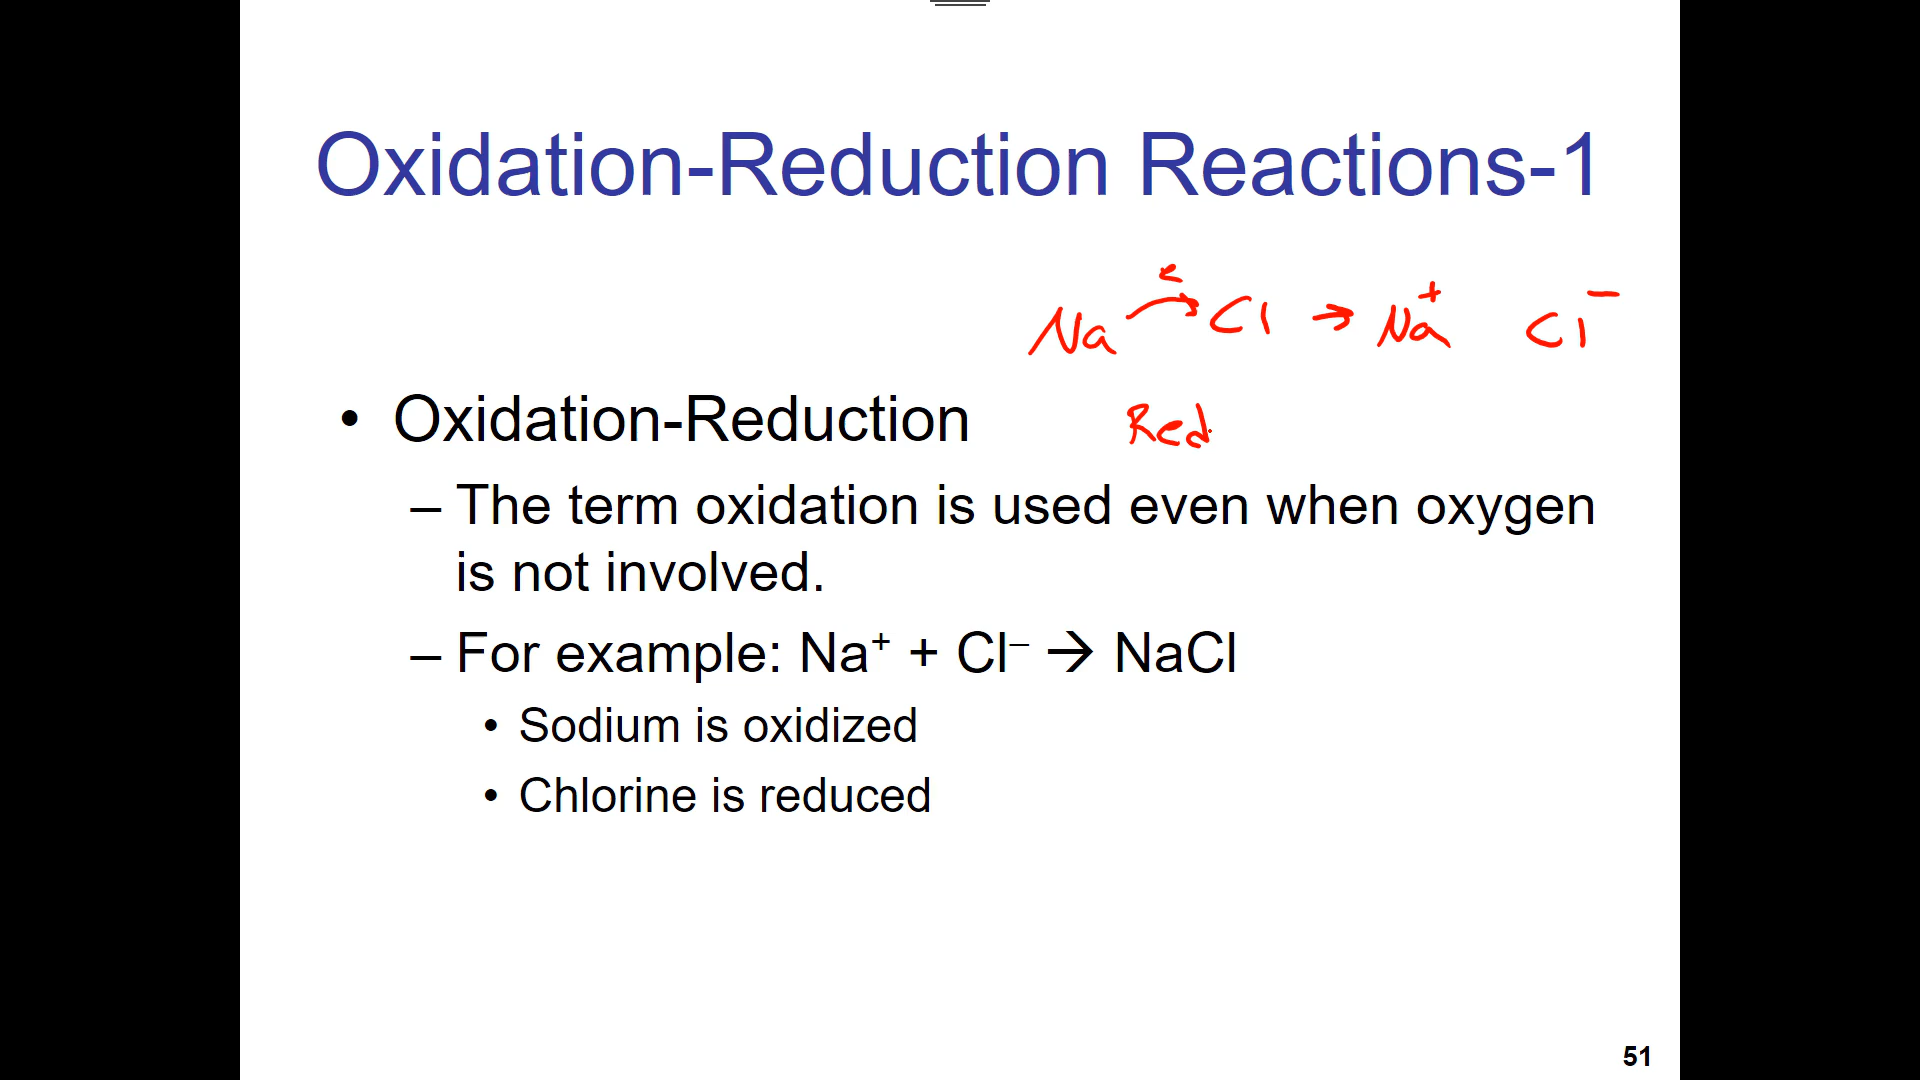 Oxidation-Reduction Reactions-1
e
Na Cl → Na⁺ Cl⁻
• Oxidation-Reduction
Red
– The term oxidation is used even when oxygen
is not involved.
– For example: Na⁺ + Cl⁻ → NaCl
• Sodium is oxidized
• Chlorine is reduced
51